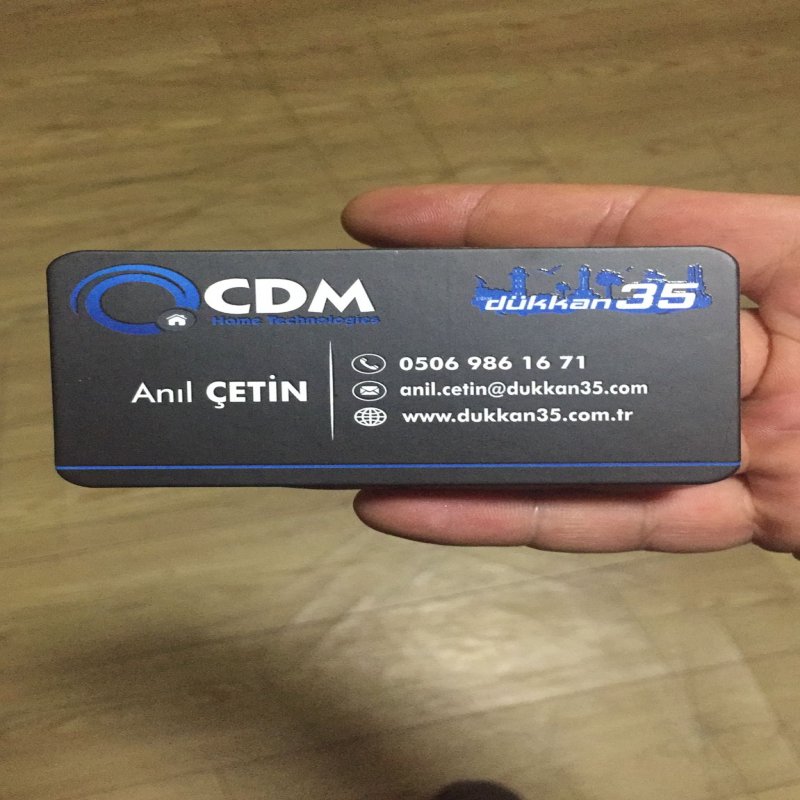 CDM
Home Technologies
dükkan35
Anıl ÇETİN
0506 986 16 71
anil.cetin@dukkan35.com
www.dukkan35.com.tr